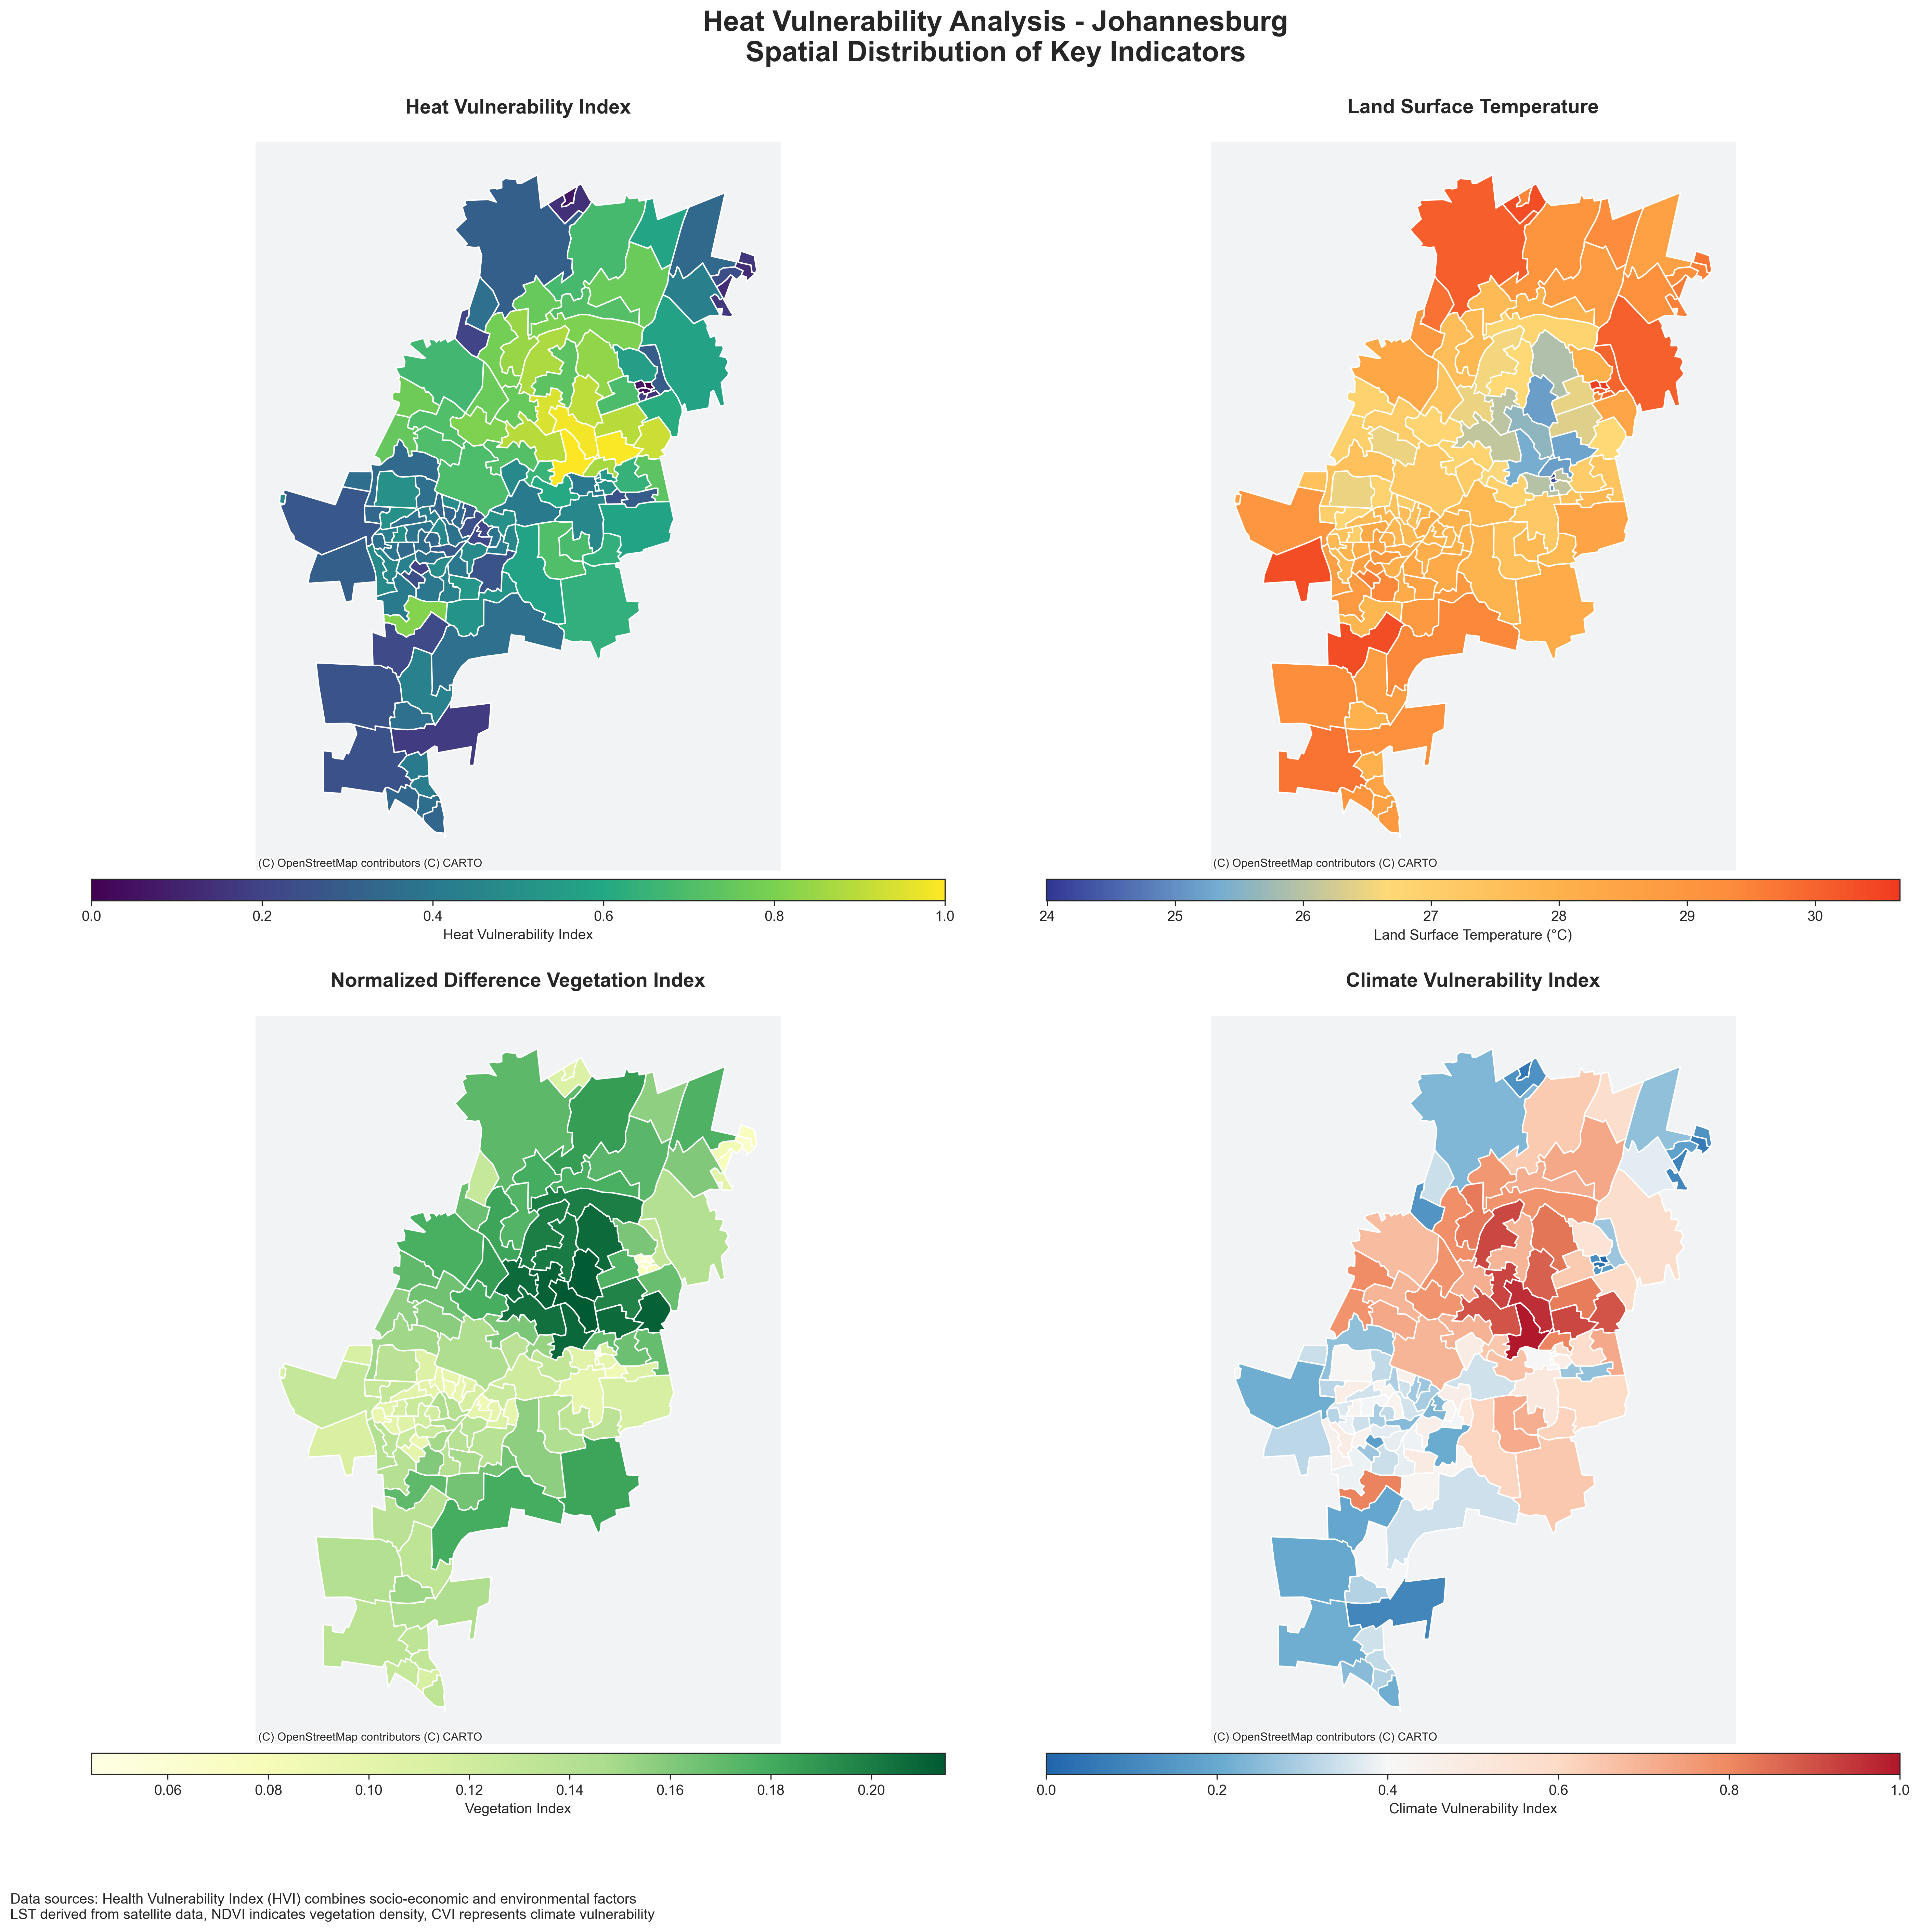 Heat Vulnerability Analysis - Johannesburg
Spatial Distribution of Key Indicators
Heat Vulnerability Index
Land Surface Temperature
(C) OpenStreetMap contributors (C) CARTO
(C) OpenStreetMap contributors (C) CARTO
0.0 0.2 0.4 0.6 0.8 1.0
Heat Vulnerability Index
24 25 26 27 28 29 30
Land Surface Temperature (°C)
Normalized Difference Vegetation Index
Climate Vulnerability Index
(C) OpenStreetMap contributors (C) CARTO
(C) OpenStreetMap contributors (C) CARTO
0.06 0.08 0.10 0.12 0.14 0.16 0.18 0.20
Vegetation Index
0.0 0.2 0.4 0.6 0.8 1.0
Climate Vulnerability Index
Data sources: Health Vulnerability Index (HVI) combines socio-economic and environmental factors
LST derived from satellite data, NDVI indicates vegetation density, CVI represents climate vulnerability